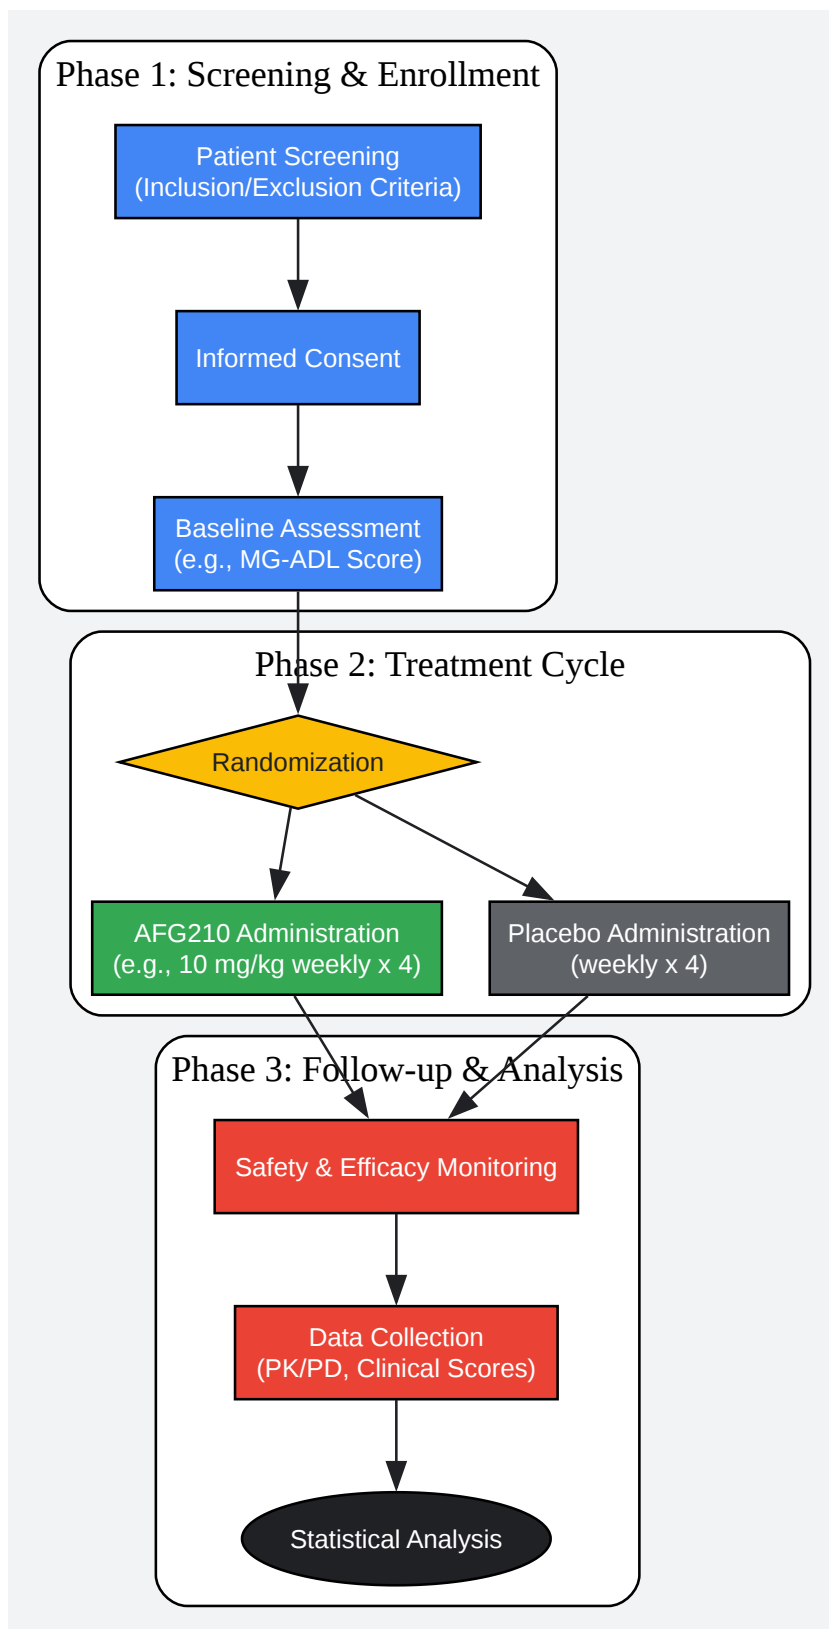 Phase 1: Screening & Enrollment
Patient Screening
(Inclusion/Exclusion Criteria)
Informed Consent
Baseline Assessment
(e.g., MG-ADL Score)
Phase 2: Treatment Cycle
Randomization
AFG210 Administration
(e.g., 10 mg/kg weekly x 4)
Placebo Administration
(weekly x 4)
Phase 3: Follow-up & Analysis
Safety & Efficacy Monitoring
Data Collection
(PK/PD, Clinical Scores)
Statistical Analysis